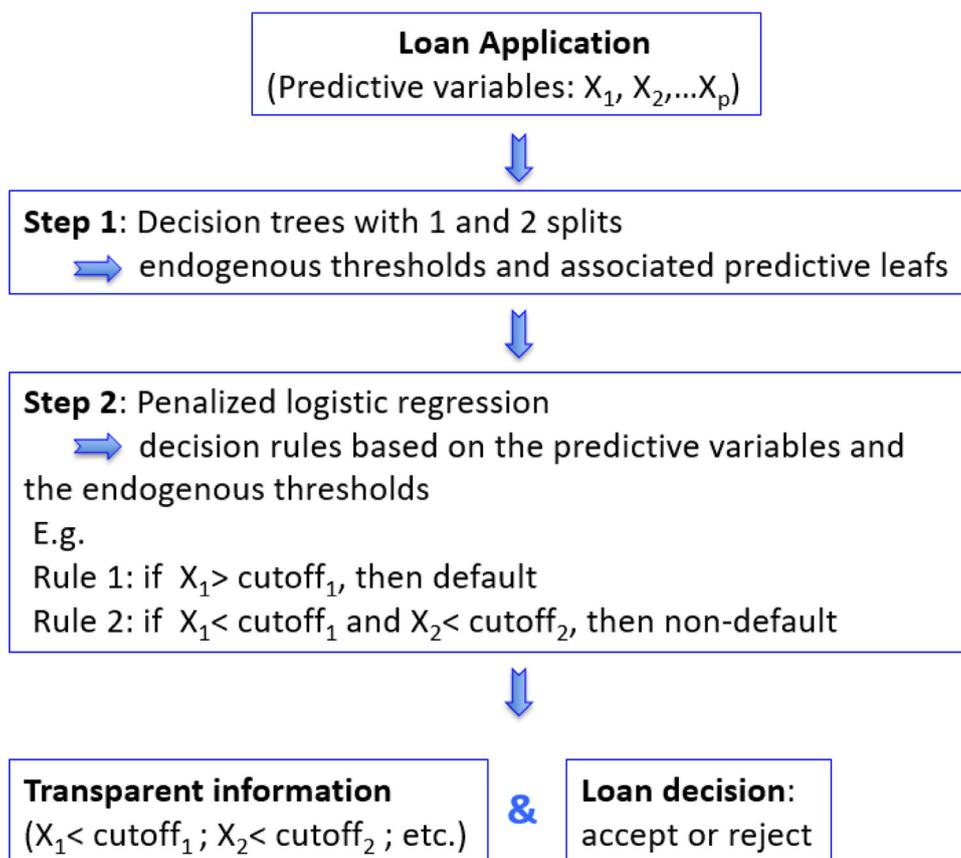 Loan Application
(Predictive variables: X₁, X₂,...Xₚ)
Step 1: Decision trees with 1 and 2 splits
endogenous thresholds and associated predictive leafs
Step 2: Penalized logistic regression
decision rules based on the predictive variables and
the endogenous thresholds
E.g.
Rule 1: if X₁> cutoff₁, then default
Rule 2: if X₁< cutoff₁ and X₂< cutoff₂, then non-default
Transparent information
(X₁< cutoff₁ ; X₂< cutoff₂ ; etc.)
&
Loan decision:
accept or reject